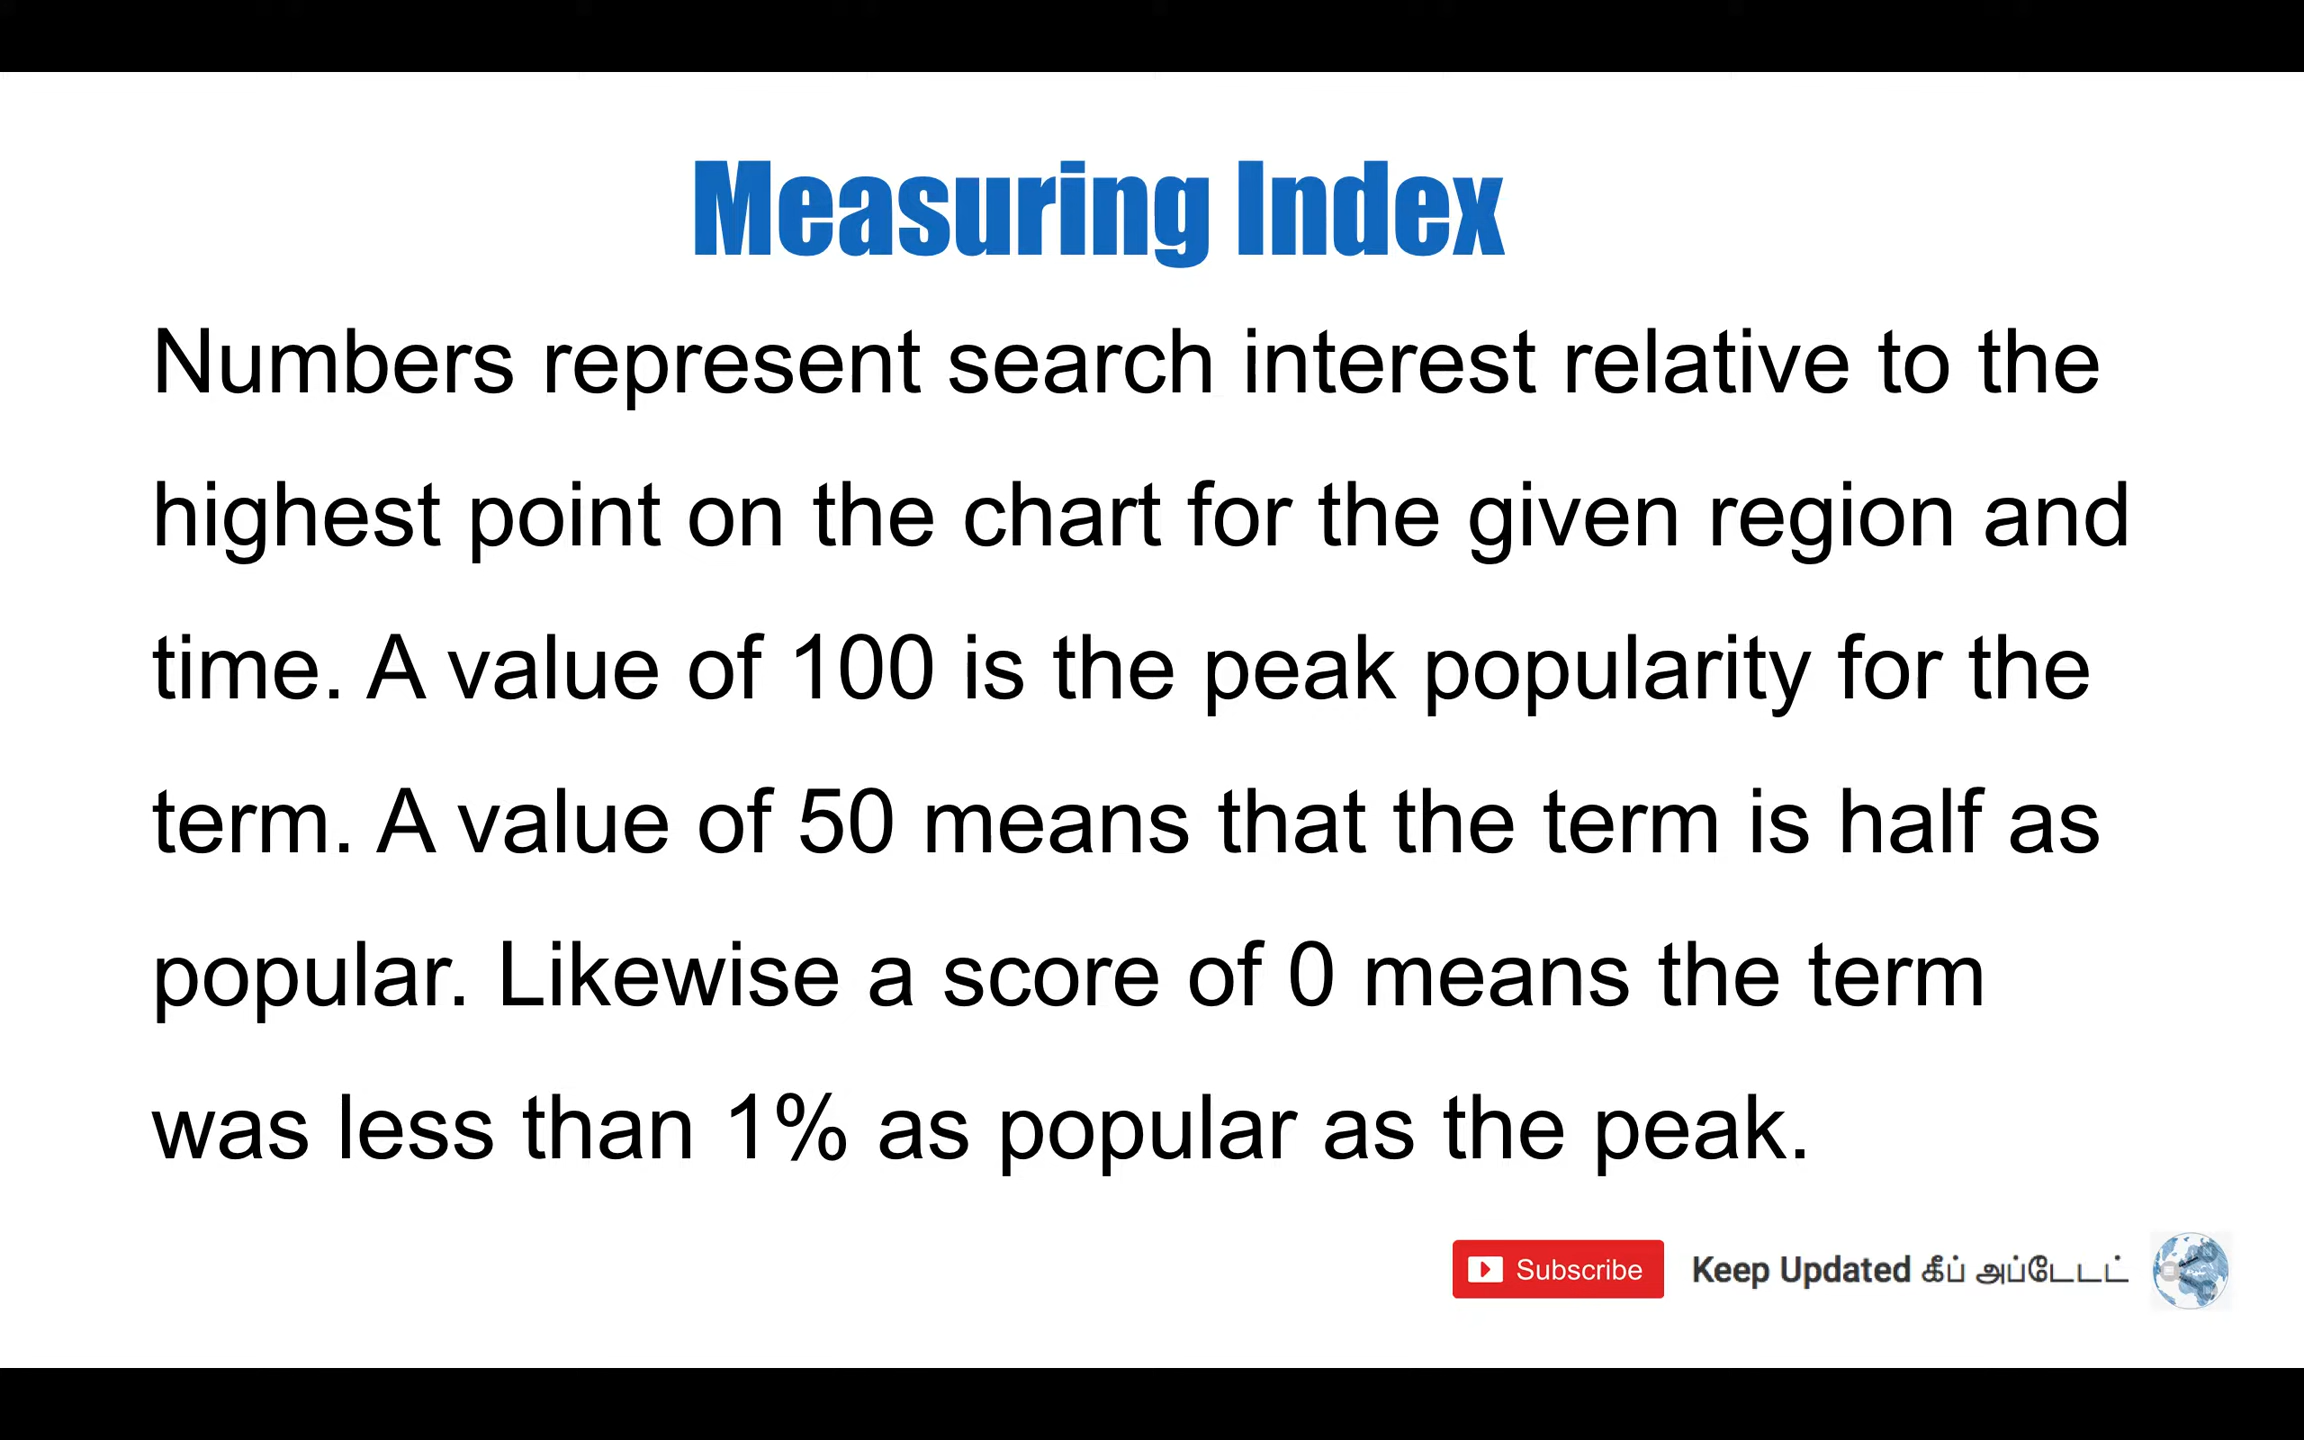 Measuring Index
Numbers represent search interest relative to the
highest point on the chart for the given region and
time. A value of 100 is the peak popularity for the
term. A value of 50 means that the term is half as
popular. Likewise a score of 0 means the term
was less than 1% as popular as the peak.
Subscribe
Keep Updated கீப் அப்டேடட்